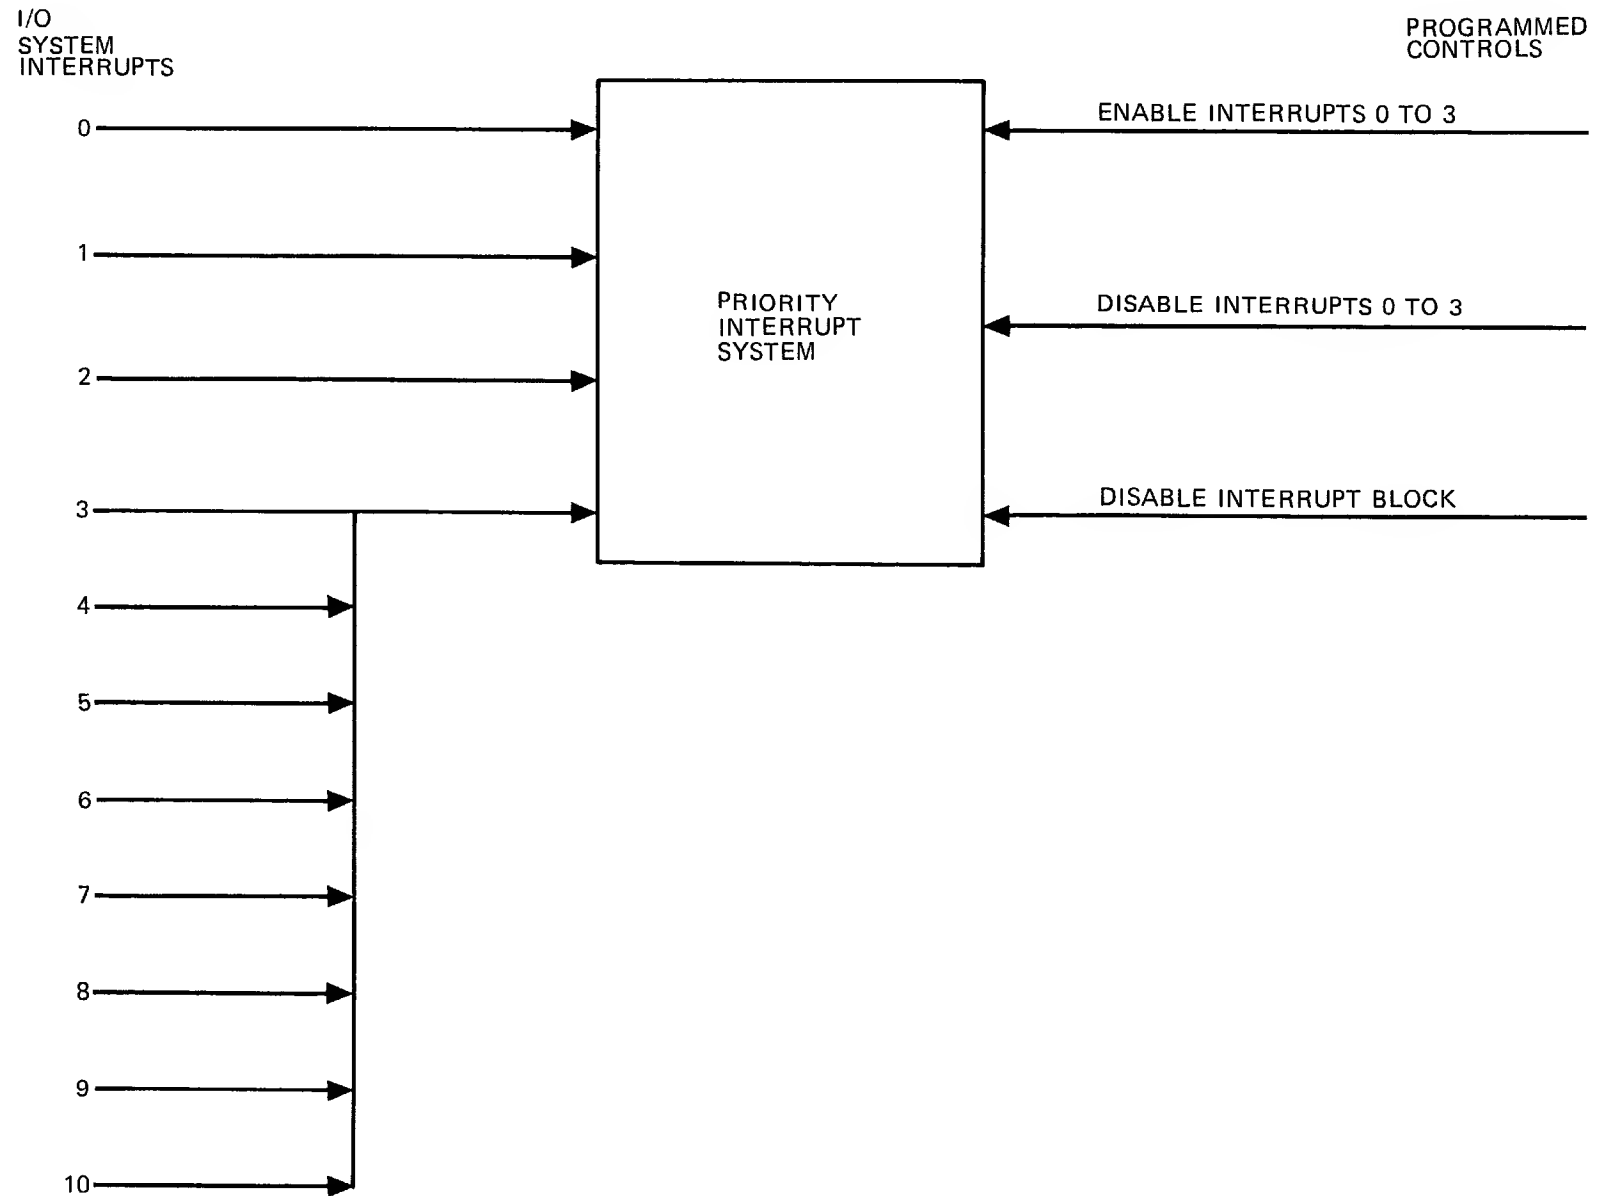 I/O
SYSTEM
INTERRUPTS
PROGRAMMED
CONTROLS
0
ENABLE INTERRUPTS 0 TO 3
1
PRIORITY
INTERRUPT
SYSTEM
DISABLE INTERRUPTS 0 TO 3
2
3
DISABLE INTERRUPT BLOCK
4
5
6
7
8
9
10